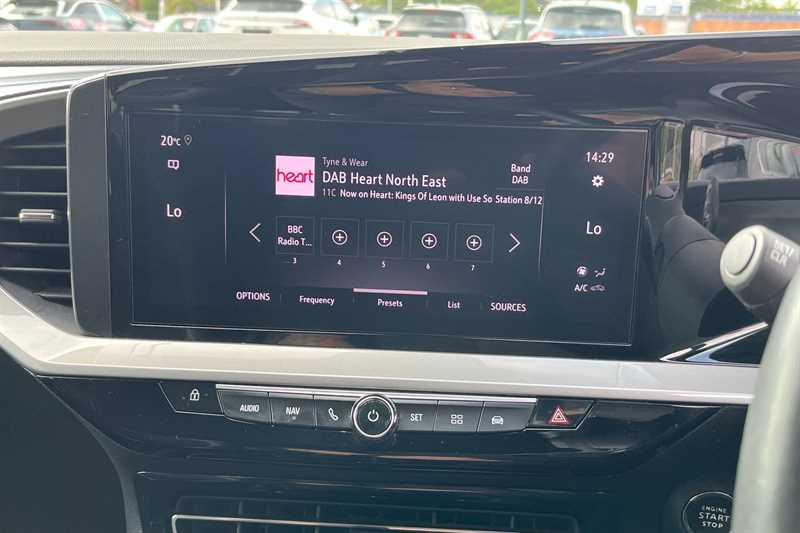 20°C
14:29
heart
Tyne & Wear
DAB Heart North East
11C Now on Heart: Kings Of Leon with Use So Station 8/12
Band
DAB
Lo
Lo
BBC
Radio T...
... 3
4
5
6
7
A/C
OPTIONS
Frequency
Presets
List
SOURCES
AUDIO
NAV
SET
CLR
ENGINE
START
STOP